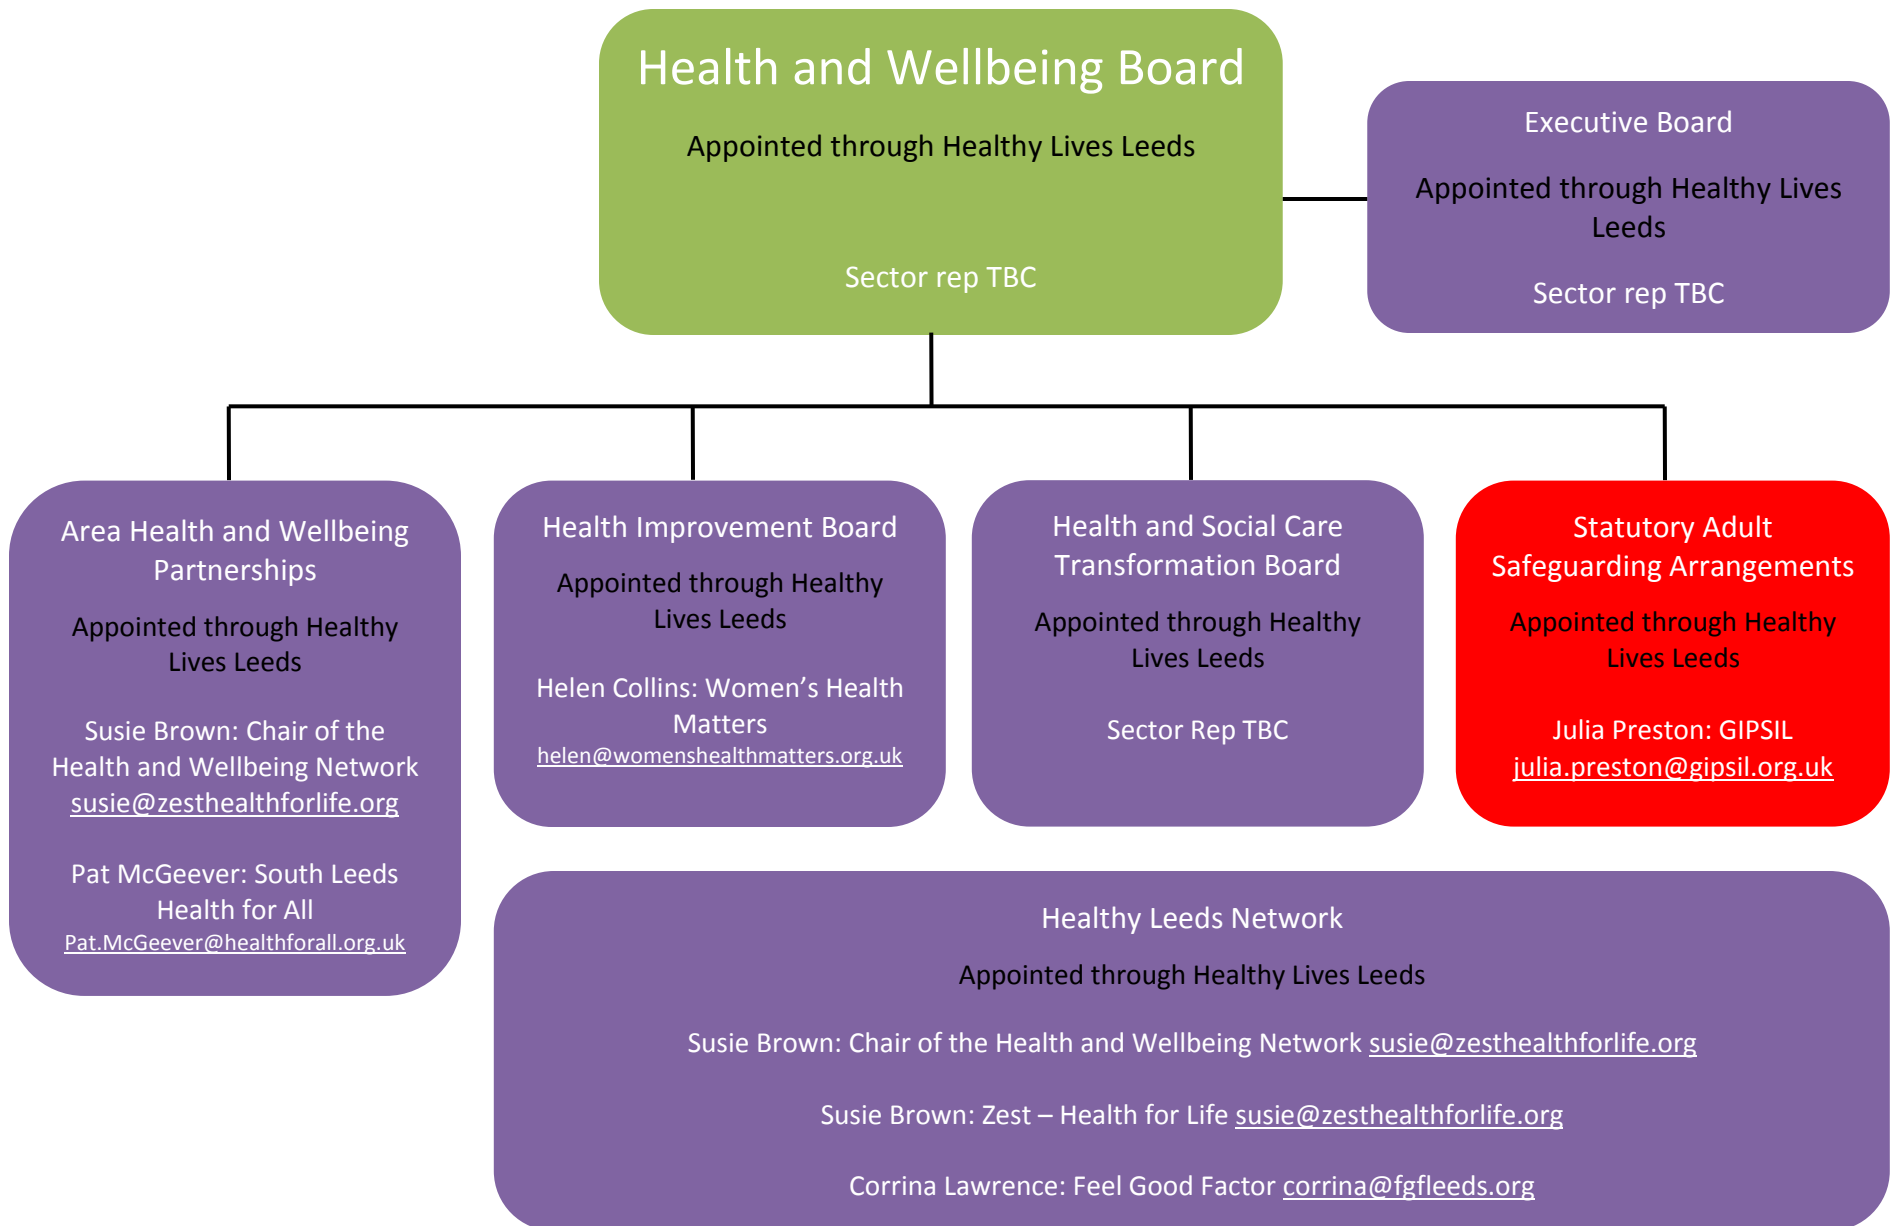 Health and Wellbeing Board
Appointed through Healthy Lives Leeds
Sector rep TBC
Executive Board
Appointed through Healthy Lives
Leeds
Sector rep TBC
Area Health and Wellbeing
Partnerships
Appointed through Healthy
Lives Leeds
Susie Brown: Chair of the
Health and Wellbeing Network
susie@zesthealthforlife.org
Pat McGeever: South Leeds
Health for All
Pat.McGeever@healthforall.org.uk
Health Improvement Board
Appointed through Healthy
Lives Leeds
Helen Collins: Women’s Health
Matters
helen@womenshealthmatters.org.uk
Health and Social Care
Transformation Board
Appointed through Healthy
Lives Leeds
Sector Rep TBC
Statutory Adult
Safeguarding Arrangements
Appointed through Healthy
Lives Leeds
Julia Preston: GIPSIL
julia.preston@gipsil.org.uk
Healthy Leeds Network
Appointed through Healthy Lives Leeds
Susie Brown: Chair of the Health and Wellbeing Network susie@zesthealthforlife.org
Susie Brown: Zest – Health for Life susie@zesthealthforlife.org
Corrina Lawrence: Feel Good Factor corrina@fgfleeds.org